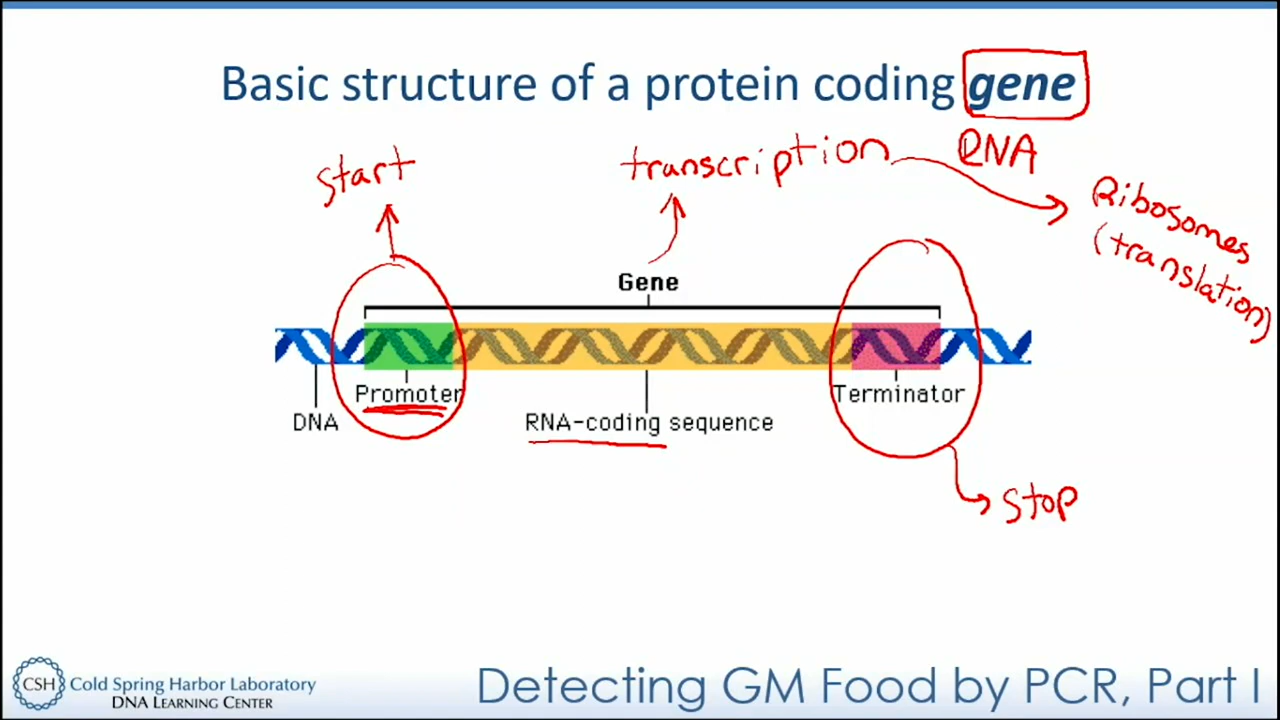 Basic structure of a protein coding gene
start
transcription
RNA
Ribosomes
(translation)
Gene
Promoter
Terminator
DNA
RNA-coding sequence
stop
CSH Cold Spring Harbor Laboratory
DNA LEARNING CENTER
Detecting GM Food by PCR, Part I